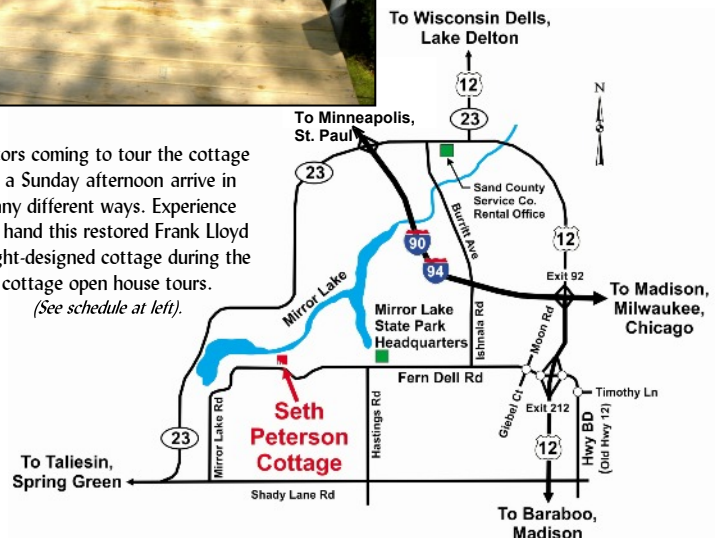 To Wisconsin Dells,
Lake Delton
12
23
N
To Minneapolis,
St. Paul
23
coming to tour the cottage
a Sunday afternoon arrive in
different ways. Experience
hand this restored Frank Lloyd
cottage during the
cottage open house tours.
(See schedule at left).
Sand County
Service Co.
Rental Office
Burritt Ave
12
90
94
Exit 92
To Madison,
Milwaukee,
Chicago
Mirror Lake
Mirror Lake
State Park
Headquarters
Ishnala Rd
Moon Rd
Fern Dell Rd
Giebel Ct
Timothy Ln
Exit 212
Seth
Peterson
Cottage
Mirror Lake Rd
Hastings Rd
Hwy BD
(Old Hwy 12)
23
12
To Taliesin,
Spring Green
Shady Lane Rd
To Baraboo,
Madison